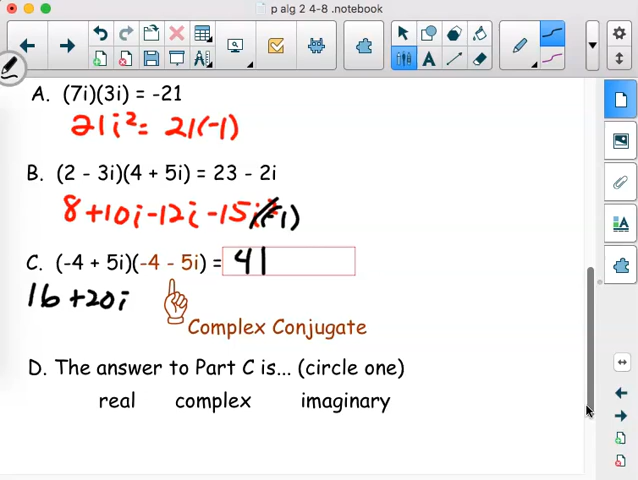 p alg 2 4-8 .notebook
A. (7i)(3i) = -21
21i² = 21(-1)
B. (2 - 3i)(4 + 5i) = 23 - 2i
8 +10i -12i -15i²(-1)
C. (-4 + 5i)(-4 - 5i) = 41
16 +20i
Complex Conjugate
D. The answer to Part C is... (circle one)
real complex imaginary